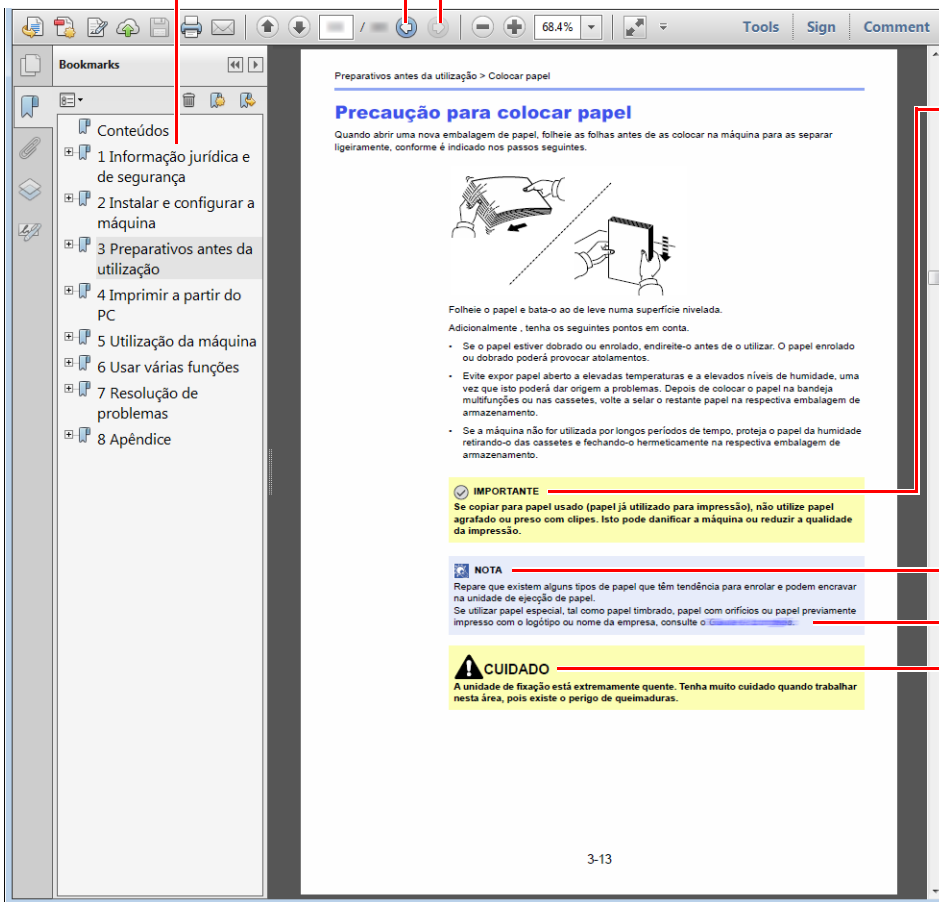 /
68.4%
Tools
Sign
Comment
Bookmarks
Conteúdos
1 Informação jurídica e
de segurança
2 Instalar e configurar a
máquina
3 Preparativos antes da
utilização
4 Imprimir a partir do
PC
5 Utilização da máquina
6 Usar várias funções
7 Resolução de
problemas
8 Apêndice
Preparativos antes da utilização > Colocar papel
Precaução para colocar papel
Quando abrir uma nova embalagem de papel, folheie as folhas antes de as colocar na máquina para as separar
ligeiramente, conforme é indicado nos passos seguintes.
Folheie o papel e bata-o ao de leve numa superfície nivelada.
Adicionalmente , tenha os seguintes pontos em conta.
• Se o papel estiver dobrado ou enrolado, endireite-o antes de o utilizar. O papel enrolado
ou dobrado poderá provocar atolamentos.
• Evite expor papel aberto a elevadas temperaturas e a elevados níveis de humidade, uma
vez que isto poderá dar origem a problemas. Depois de colocar o papel na bandeja
multifunções ou nas cassetes, volte a selar o restante papel na respectiva embalagem de
armazenamento.
• Se a máquina não for utilizada por longos períodos de tempo, proteja o papel da humidade
retirando-o das cassetes e fechando-o hermeticamente na respectiva embalagem de
armazenamento.
IMPORTANTE
Se copiar para papel usado (papel já utilizado para impressão), não utilize papel
agrafado ou preso com clipes. Isto pode danificar a máquina ou reduzir a qualidade
da impressão.
NOTA
Repare que existem alguns tipos de papel que têm tendência para enrolar e podem encravar
na unidade de ejecção de papel.
Se utilizar papel especial, tal como papel timbrado, papel com orifícios ou papel previamente
impresso com o logótipo ou nome da empresa, consulte o
CUIDADO
A unidade de fixação está extremamente quente. Tenha muito cuidado quando trabalhar
nesta área, pois existe o perigo de queimaduras.
3-13